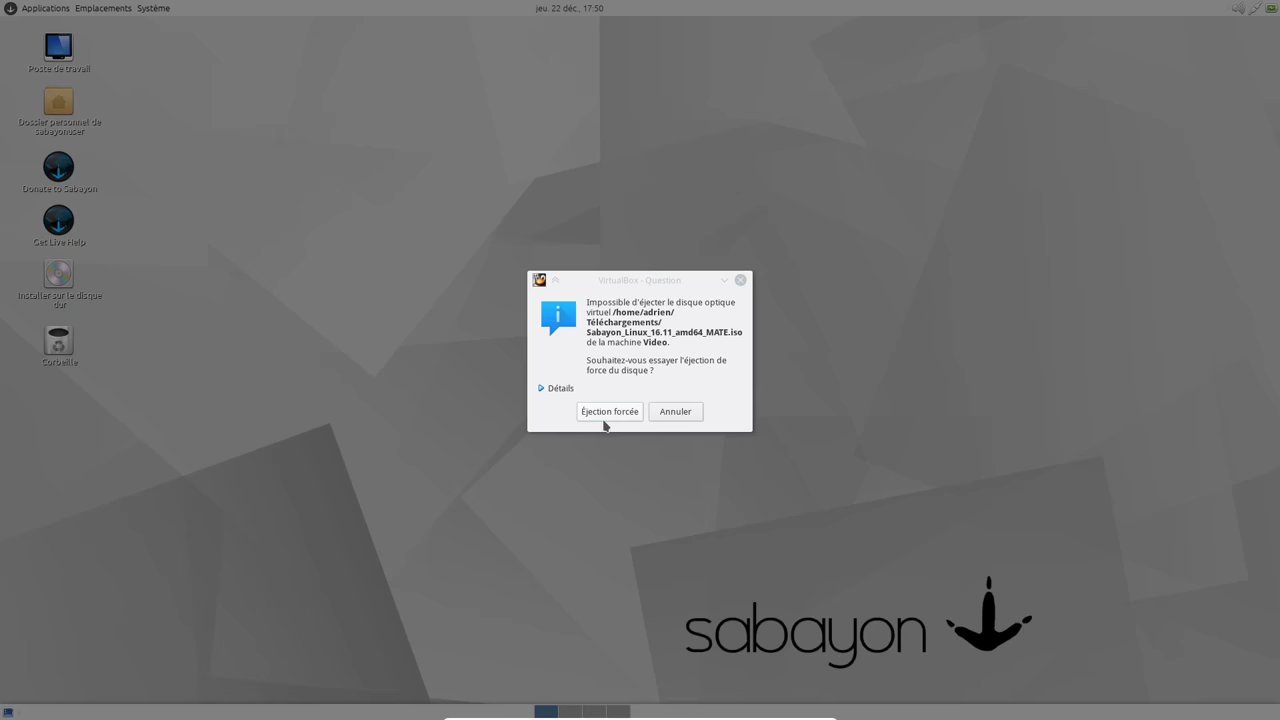 Applications Emplacements Système
jeu. 22 déc., 17:50
Poste de travail
Dossier personnel de
sabayonuser
Donate to Sabayon
Get Live Help
Installer sur le disque
dur
Corbeille
VirtualBox - Question
Impossible d'éjecter le disque optique
virtuel /home/adrien/
Téléchargements/
Sabayon_Linux_16.11_amd64_MATE.iso
de la machine Video.
Souhaitez-vous essayer l'éjection de
force du disque ?
Détails
Éjection forcée
Annuler
sabayon